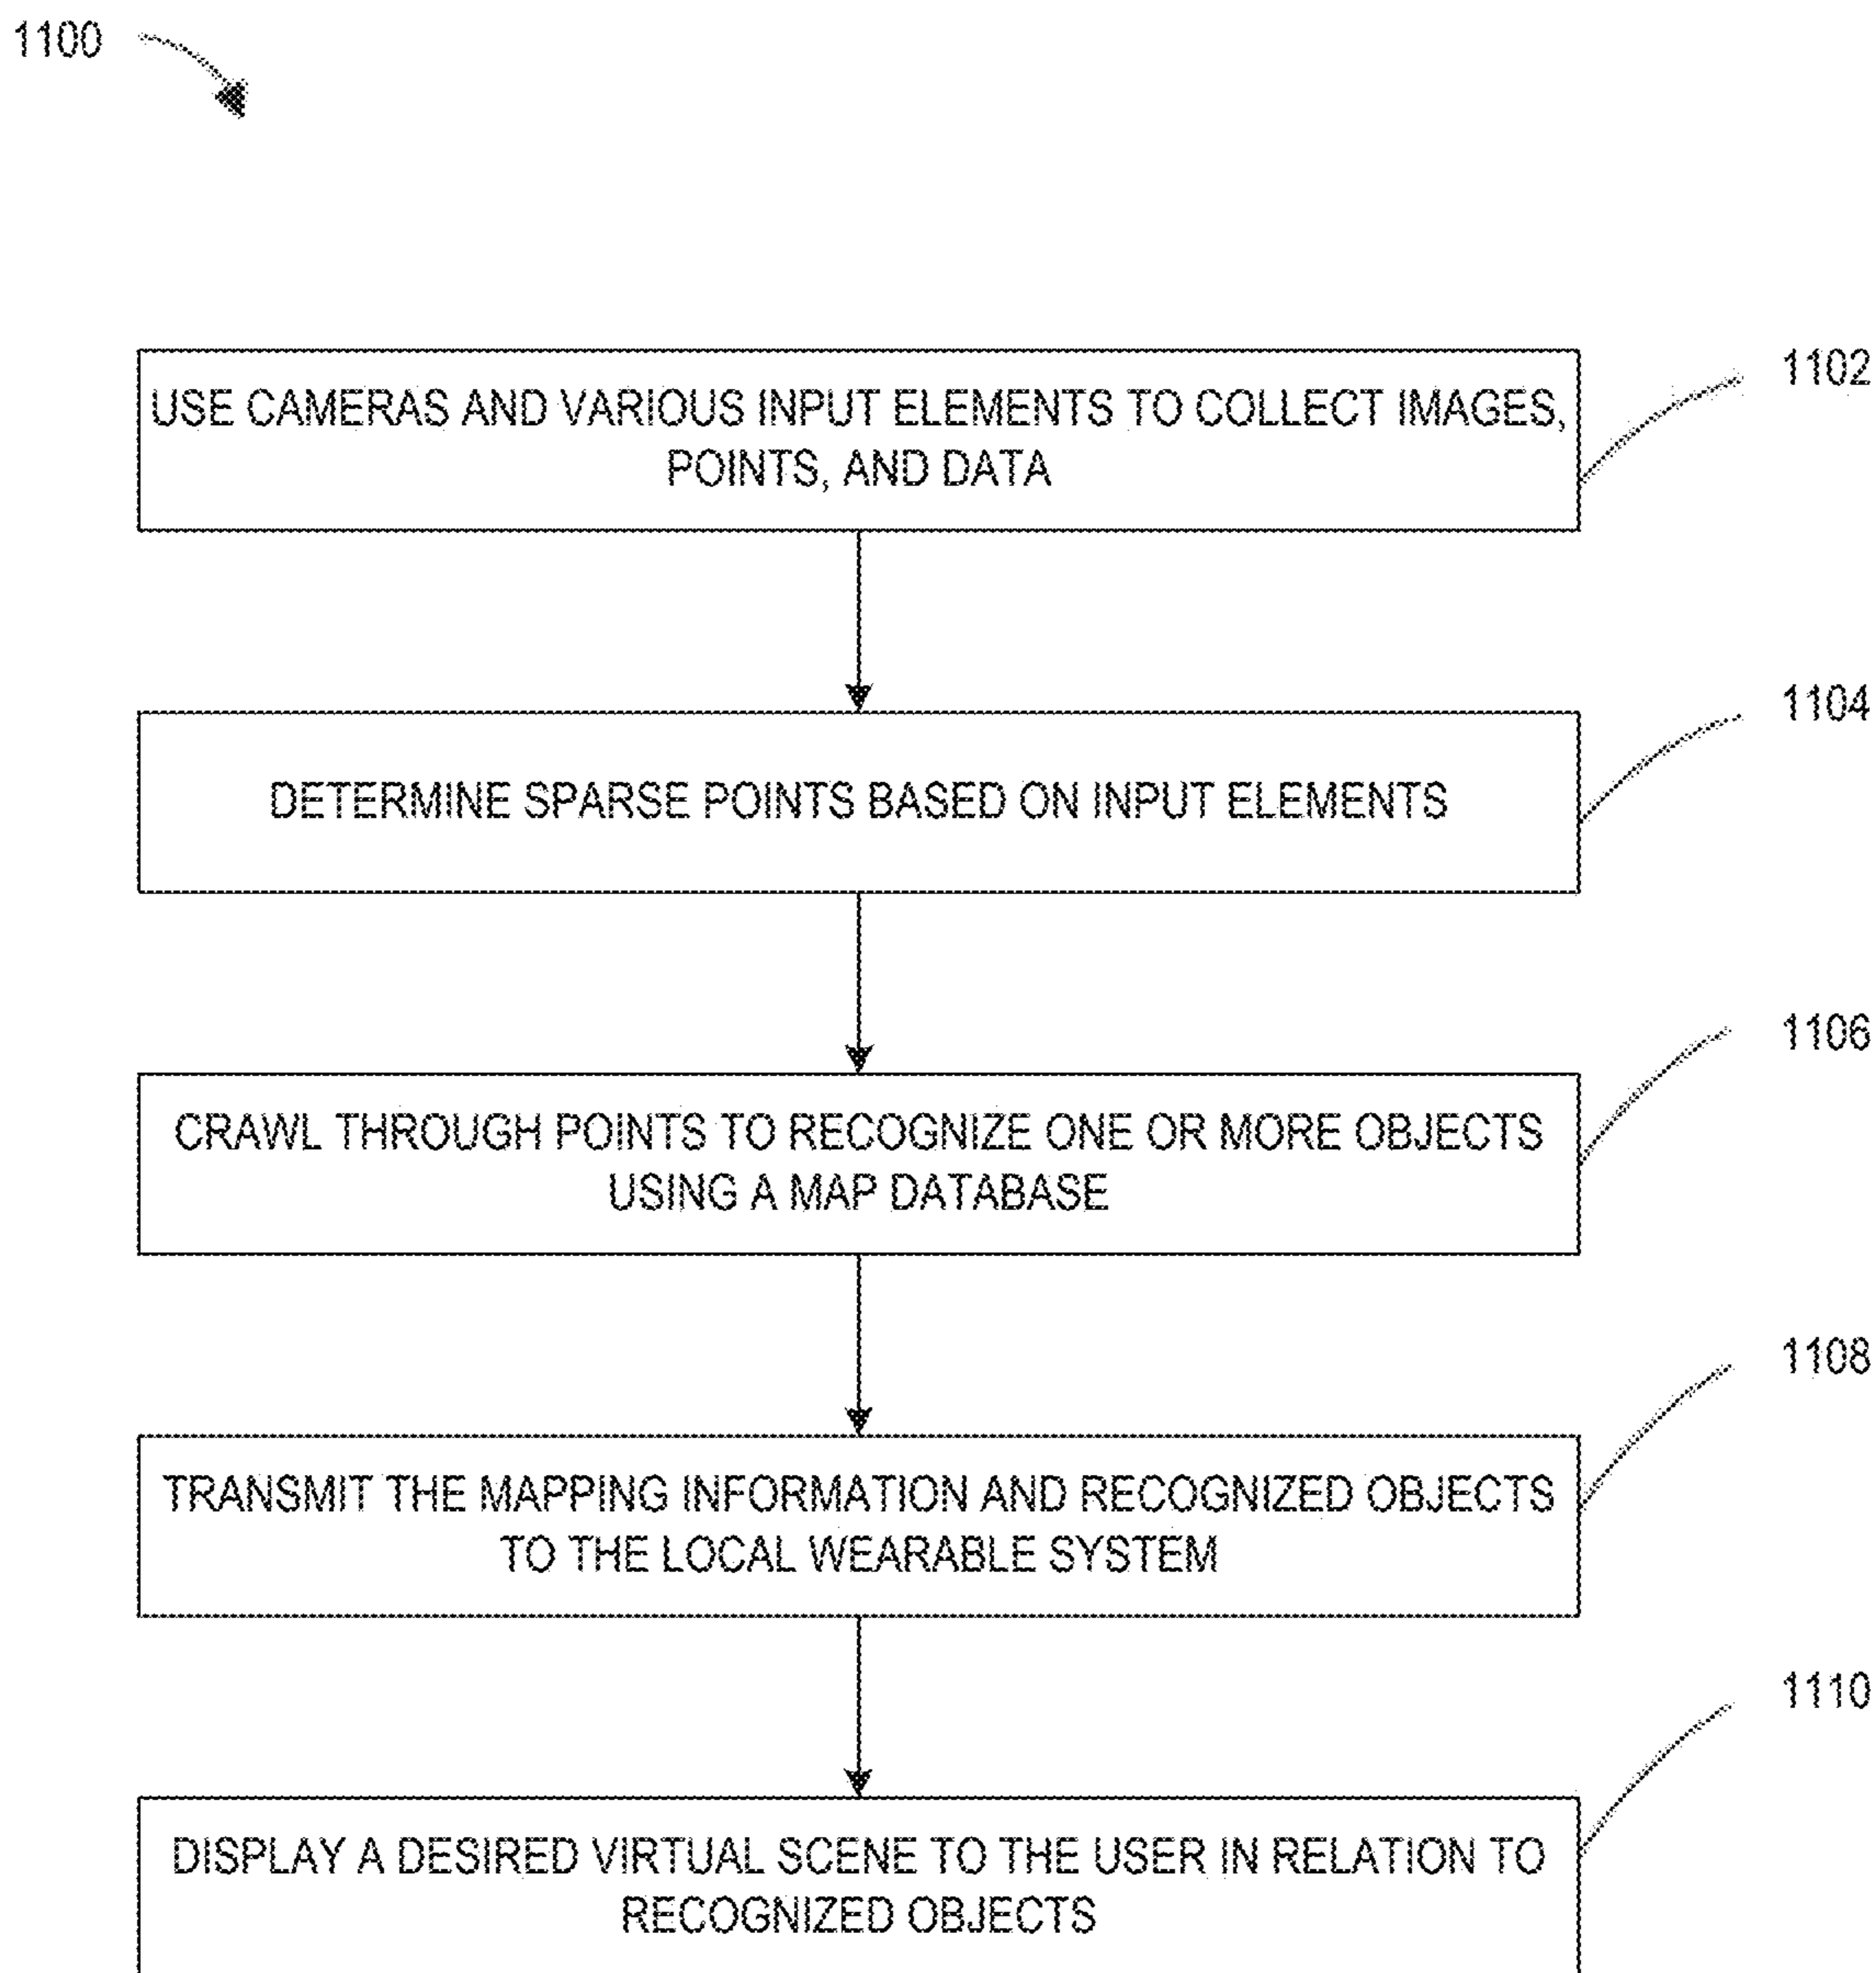 1100
1102
USE CAMERAS AND VARIOUS INPUT ELEMENTS TO COLLECT IMAGES,
POINTS, AND DATA
1104
DETERMINE SPARSE POINTS BASED ON INPUT ELEMENTS
1106
CRAWL THROUGH POINTS TO RECOGNIZE ONE OR MORE OBJECTS
USING A MAP DATABASE
1108
TRANSMIT THE MAPPING INFORMATION AND RECOGNIZED OBJECTS
TO THE LOCAL WEARABLE SYSTEM
1110
DISPLAY A DESIRED VIRTUAL SCENE TO THE USER IN RELATION TO
RECOGNIZED OBJECTS